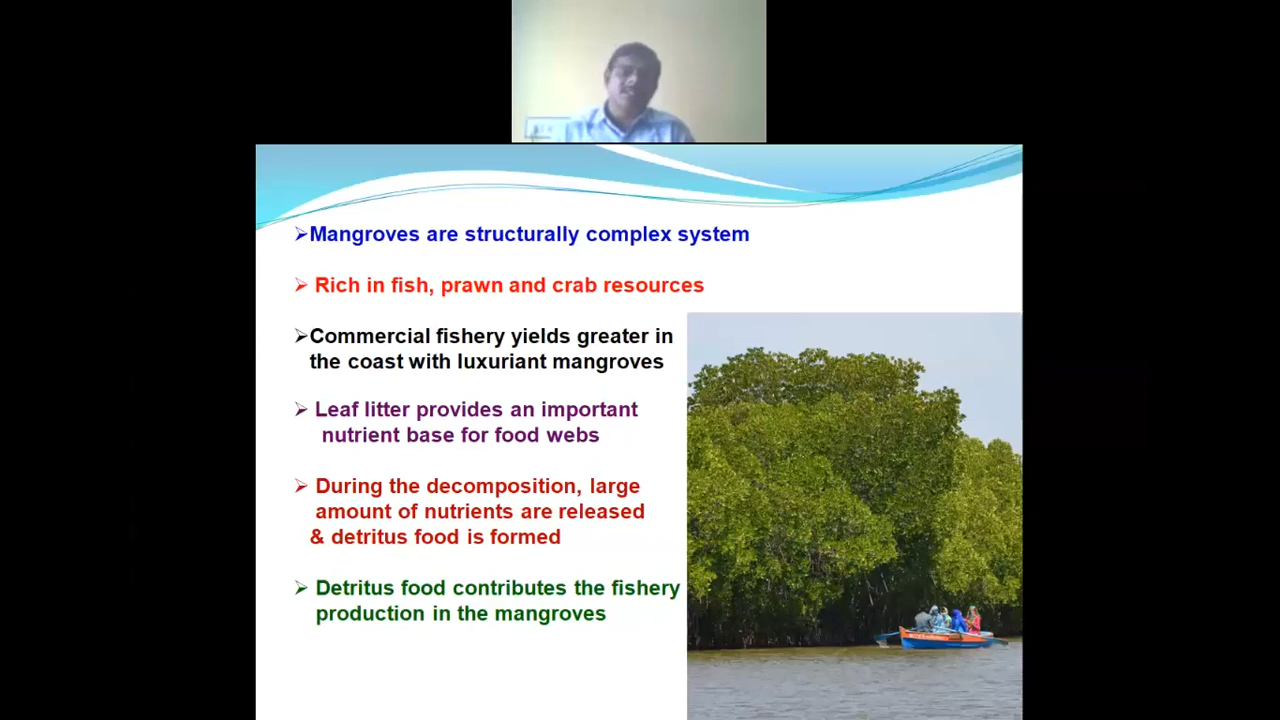 ➢Mangroves are structurally complex system
➢ Rich in fish, prawn and crab resources
➢Commercial fishery yields greater in
the coast with luxuriant mangroves
➢ Leaf litter provides an important
nutrient base for food webs
➢ During the decomposition, large
amount of nutrients are released
& detritus food is formed
➢ Detritus food contributes the fishery
production in the mangroves